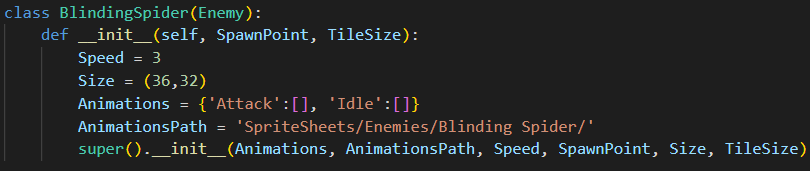 class BlindingSpider(Enemy):
    def __init__(self, SpawnPoint, TileSize):
        Speed = 3
        Size = (36,32)
        Animations = {'Attack':[], 'Idle':[]}
        AnimationsPath = 'SpriteSheets/Enemies/Blinding Spider/'
        super().__init__(Animations, AnimationsPath, Speed, SpawnPoint, Size, TileSize)